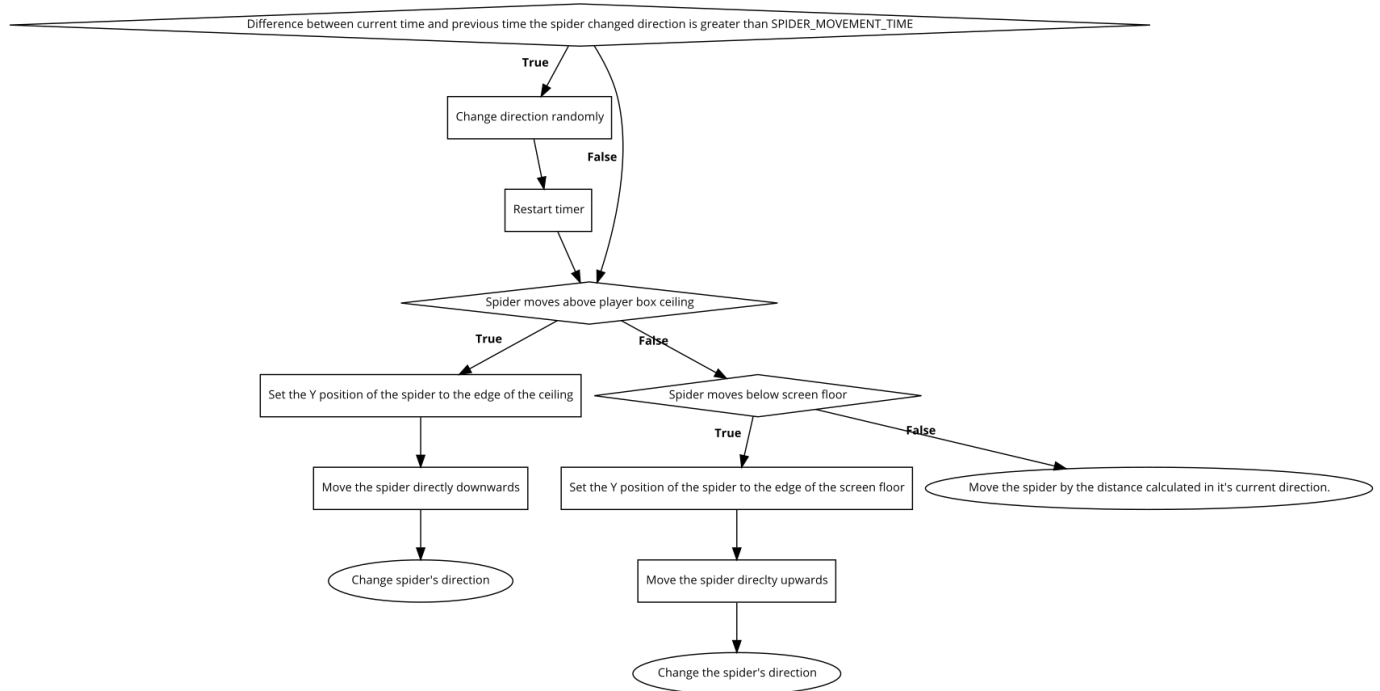 Difference between current time and previous time the spider changed direction is greater than SPIDER_MOVEMENT_TIME
True
Change direction randomly
False
Restart timer
Spider moves above player box ceiling
True
False
Set the Y position of the spider to the edge of the ceiling
Spider moves below screen floor
True
False
Move the spider directly downwards
Set the Y position of the spider to the edge of the screen floor
Move the spider by the distance calculated in it's current direction.
Change spider's direction
Move the spider direclty upwards
Change the spider's direction